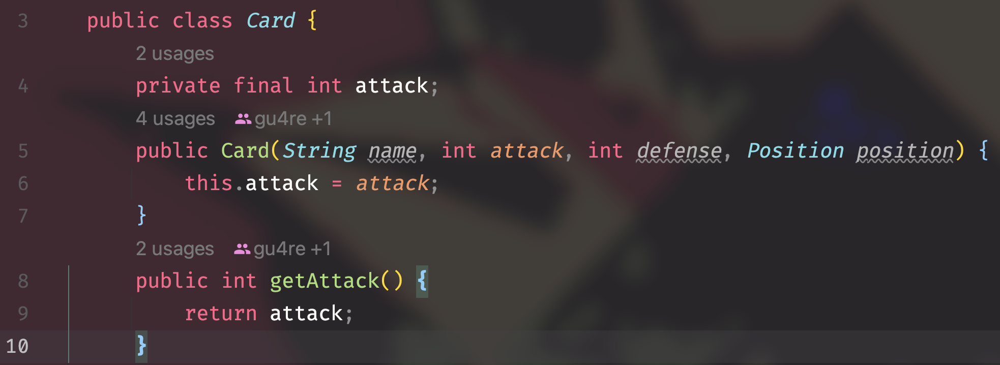 3 public class Card {
2 usages
4 private final int attack;
4 usages gu4re +1
5 public Card(String name, int attack, int defense, Position position) {
6 this.attack = attack;
7 }
2 usages gu4re +1
8 public int getAttack() {
9 return attack;
10 }